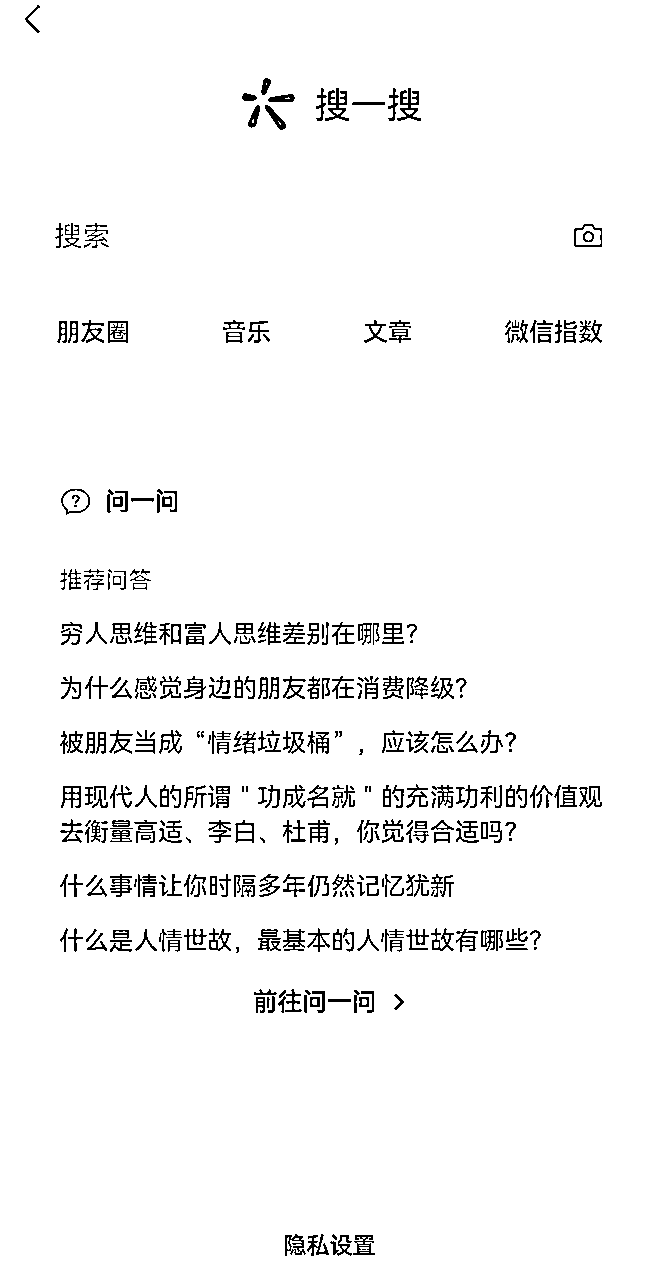 搜一搜
搜索
朋友圈 音乐 文章 微信指数
问一问
推荐问答
穷人思维和富人思维差别在哪里?
为什么感觉身边的朋友都在消费降级?
被朋友当成“情绪垃圾桶”，应该怎么办?
用现代人的所谓"功成名就"的充满功利的价值观
去衡量高适、李白、杜甫，你觉得合适吗?
什么事情让你时隔多年仍然记忆犹新
什么是人情世故，最基本的人情世故有哪些?
前往问一问 >
隐私设置